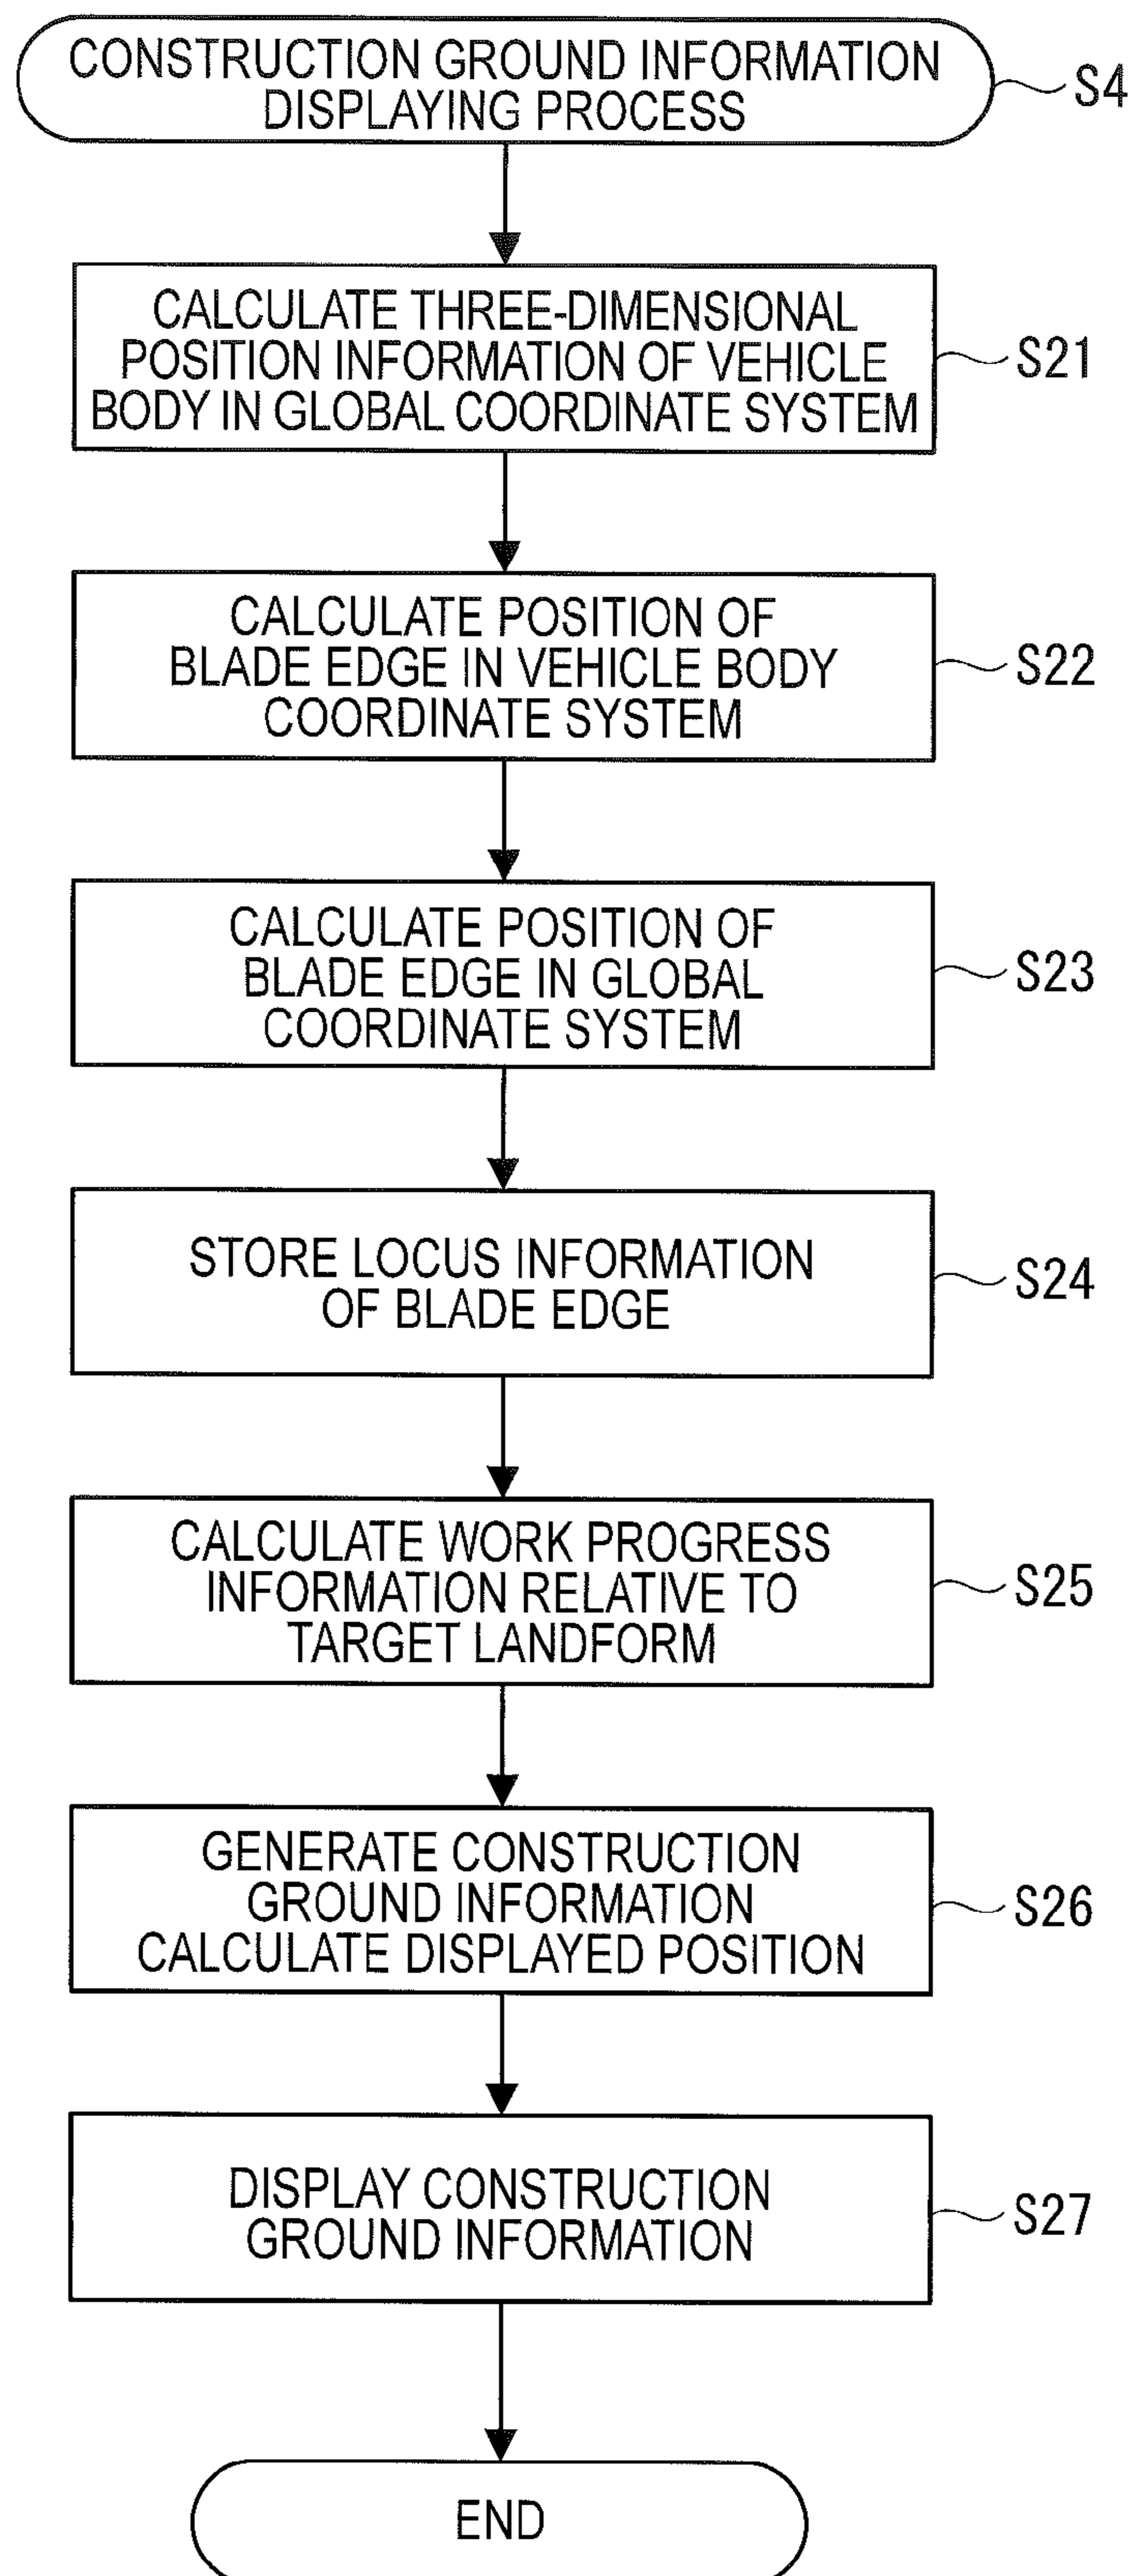 CONSTRUCTION GROUND INFORMATION
DISPLAYING PROCESS
S4
CALCULATE THREE-DIMENSIONAL
POSITION INFORMATION OF VEHICLE
BODY IN GLOBAL COORDINATE SYSTEM
S21
CALCULATE POSITION OF
BLADE EDGE IN VEHICLE BODY
COORDINATE SYSTEM
S22
CALCULATE POSITION OF
BLADE EDGE IN GLOBAL
COORDINATE SYSTEM
S23
STORE LOCUS INFORMATION
OF BLADE EDGE
S24
CALCULATE WORK PROGRESS
INFORMATION RELATIVE TO
TARGET LANDFORM
S25
GENERATE CONSTRUCTION
GROUND INFORMATION
CALCULATE DISPLAYED POSITION
S26
DISPLAY CONSTRUCTION
GROUND INFORMATION
S27
END